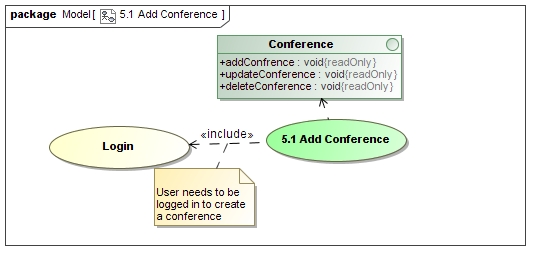 package Model [ 5.1 Add Conference ]
Conference
+addConfrence : void{readOnly}
+updateConference : void{readOnly}
+deleteConference : void{readOnly}
«include»
Login
5.1 Add Conference
User needs to be
logged in to create
a conference